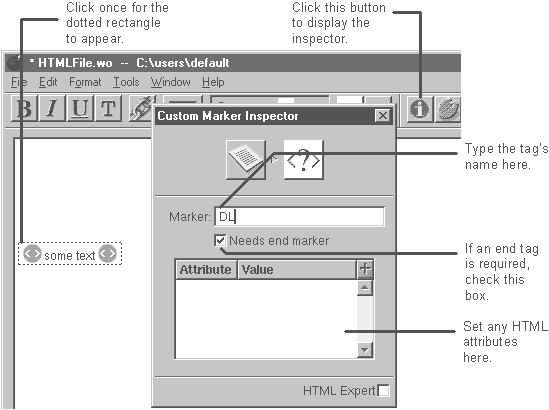 Click once for the
dotted rectangle
to appear.
Click this button
to display the
inspector.
* HTMLFile.wo -- C:\users\default
File Edit Format Tools Window Help
B I U T
Custom Marker Inspector
<?>
Type the tag's
name here.
Marker: DL
Needs end marker
some text
If an end tag
is required,
check this
box.
Attribute Value
Set any HTML
attributes
here.
HTML Expert